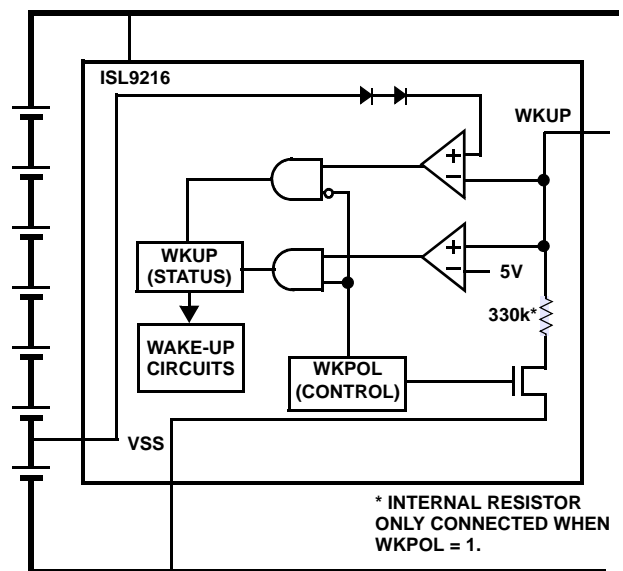 ISL9216
WKUP
+
−
WKUP
(STATUS)
+
−
5V
330k*
WAKE-UP
CIRCUITS
WKPOL
(CONTROL)
VSS
* INTERNAL RESISTOR
ONLY CONNECTED WHEN
WKPOL = 1.